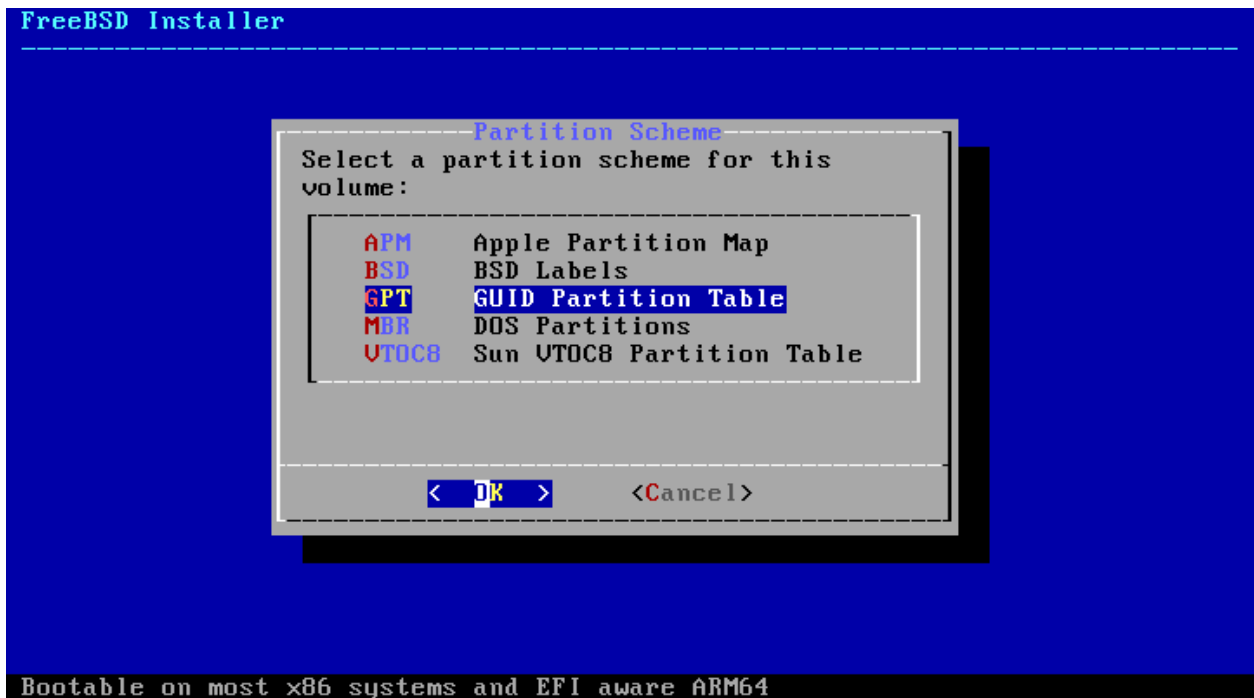 FreeBSD Installer
Partition Scheme
Select a partition scheme for this
volume:
APM Apple Partition Map
BSD BSD Labels
GPT GUID Partition Table
MBR DOS Partitions
VTOC8 Sun VTOC8 Partition Table
< OK > <Cancel>
Bootable on most x86 systems and EFI aware ARM64